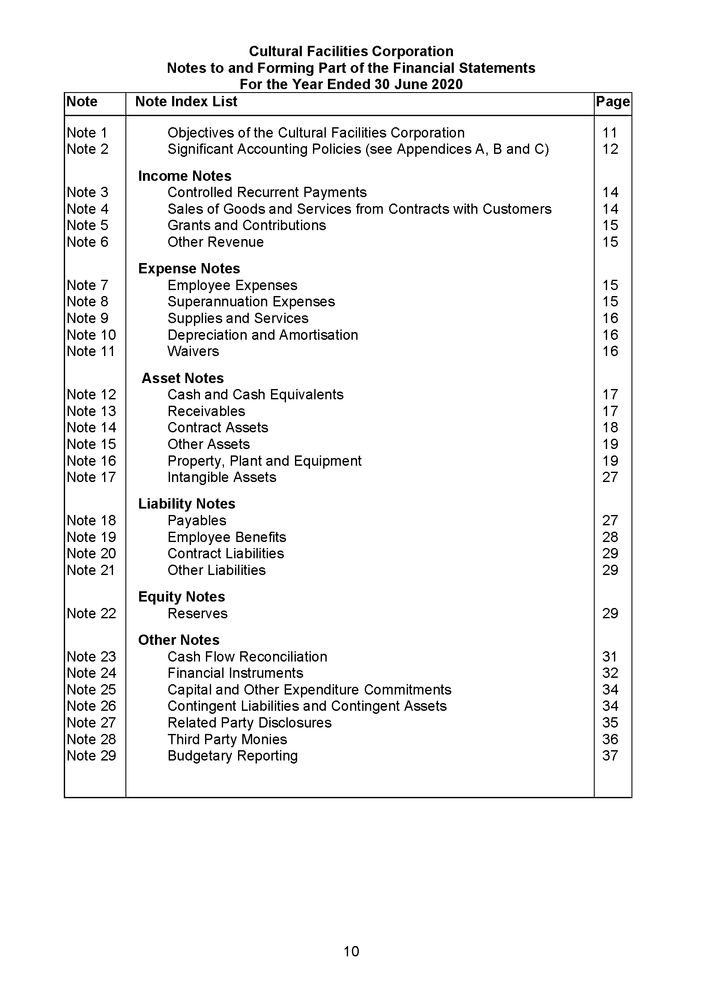 Cultural Facilities Corporation
Notes to and Forming Part of the Financial Statements
For the Year Ended 30 June 2020
Note Note Index List Page
Note 1 Objectives of the Cultural Facilities Corporation 11
Note 2 Significant Accounting Policies (see Appendices A, B and C) 12
Income Notes
Note 3 Controlled Recurrent Payments 14
Note 4 Sales of Goods and Services from Contracts with Customers 14
Note 5 Grants and Contributions 15
Note 6 Other Revenue 15
Expense Notes
Note 7 Employee Expenses 15
Note 8 Superannuation Expenses 15
Note 9 Supplies and Services 16
Note 10 Depreciation and Amortisation 16
Note 11 Waivers 16
Asset Notes
Note 12 Cash and Cash Equivalents 17
Note 13 Receivables 17
Note 14 Contract Assets 18
Note 15 Other Assets 19
Note 16 Property, Plant and Equipment 19
Note 17 Intangible Assets 27
Liability Notes
Note 18 Payables 27
Note 19 Employee Benefits 28
Note 20 Contract Liabilities 29
Note 21 Other Liabilities 29
Equity Notes
Note 22 Reserves 29
Other Notes
Note 23 Cash Flow Reconciliation 31
Note 24 Financial Instruments 32
Note 25 Capital and Other Expenditure Commitments 34
Note 26 Contingent Liabilities and Contingent Assets 34
Note 27 Related Party Disclosures 35
Note 28 Third Party Monies 36
Note 29 Budgetary Reporting 37
10